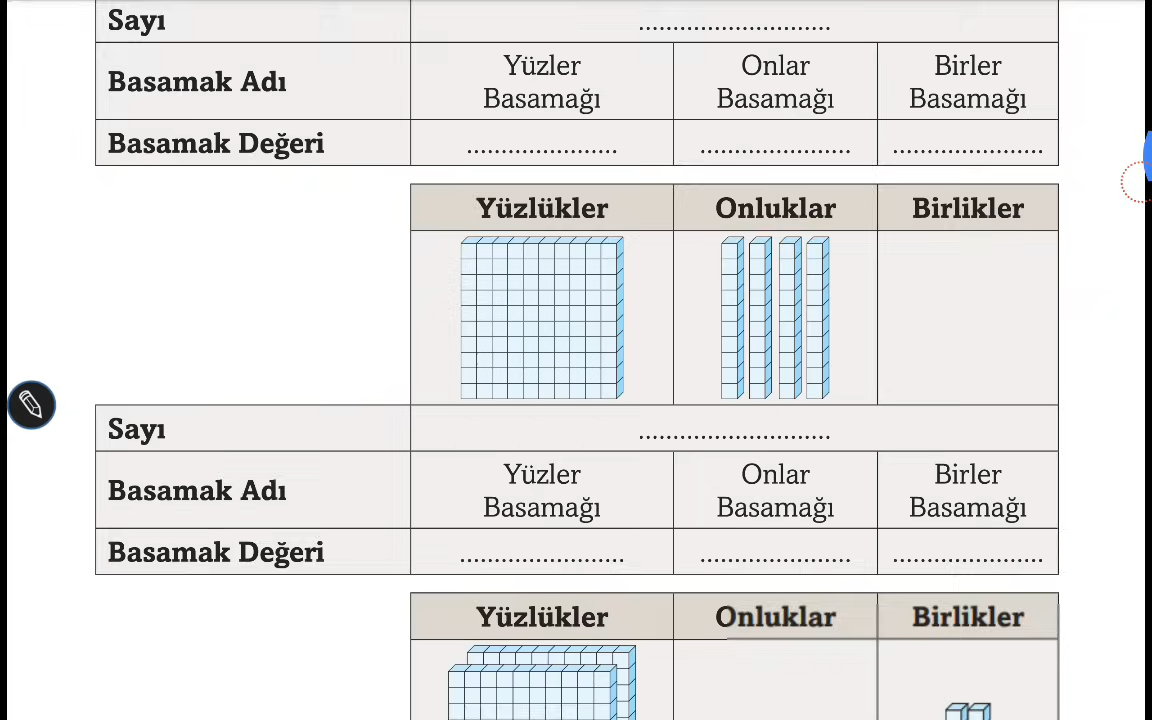 Sayı ...........................
Basamak Adı Yüzler Basamağı Onlar Basamağı Birler Basamağı
Basamak Değeri ..................... ..................... .....................
Yüzlükler Onluklar Birlikler
Sayı ...........................
Basamak Adı Yüzler Basamağı Onlar Basamağı Birler Basamağı
Basamak Değeri ....................... ..................... .....................
Yüzlükler Onluklar Birlikler